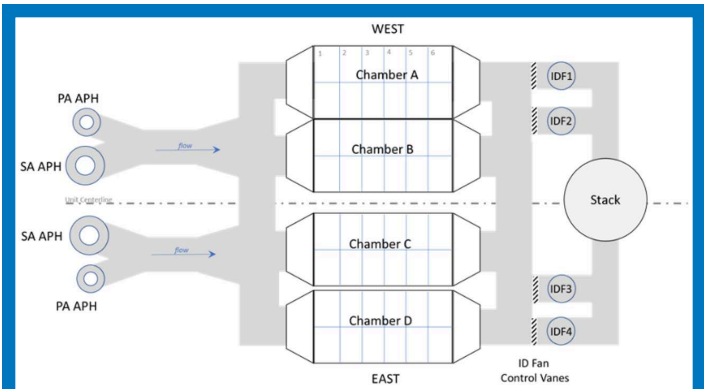 WEST
1 2 3 4 5 6
Chamber A
IDF1
PA APH
IDF2
flow
Chamber B
SA APH
Unit Centerline
Stack
SA APH
Chamber C
flow
PA APH
IDF3
Chamber D
IDF4
EAST
ID Fan
Control Vanes